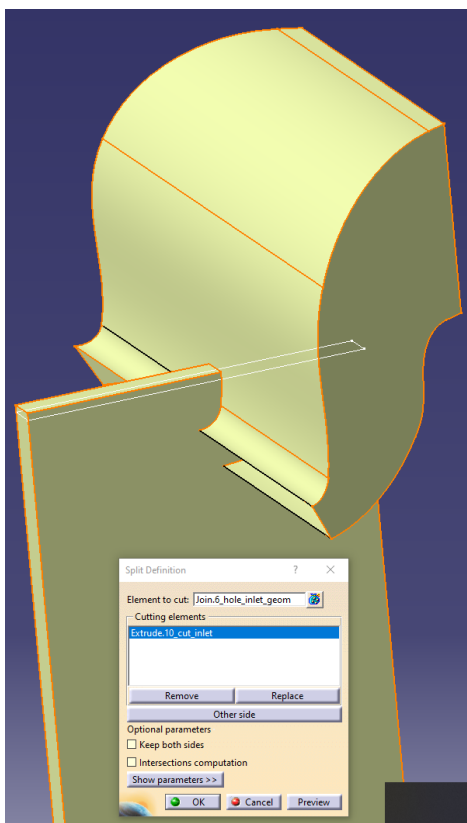 Split Definition ? ×
Element to cut: Join.6_hole_inlet_geom
Cutting elements
Extrude.10_cut_inlet
Remove Replace
Other side
Optional parameters
Keep both sides
Intersections computation
Show parameters >>
OK Cancel Preview